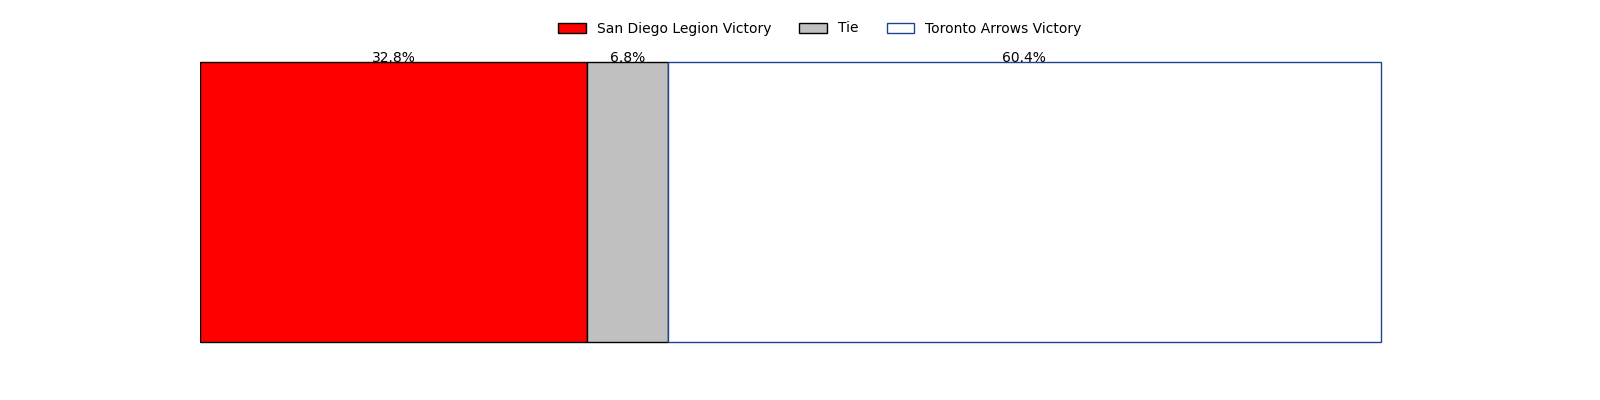 San Diego Legion Victory Tie Toronto Arrows Victory
32.8% 6.8% 60.4%